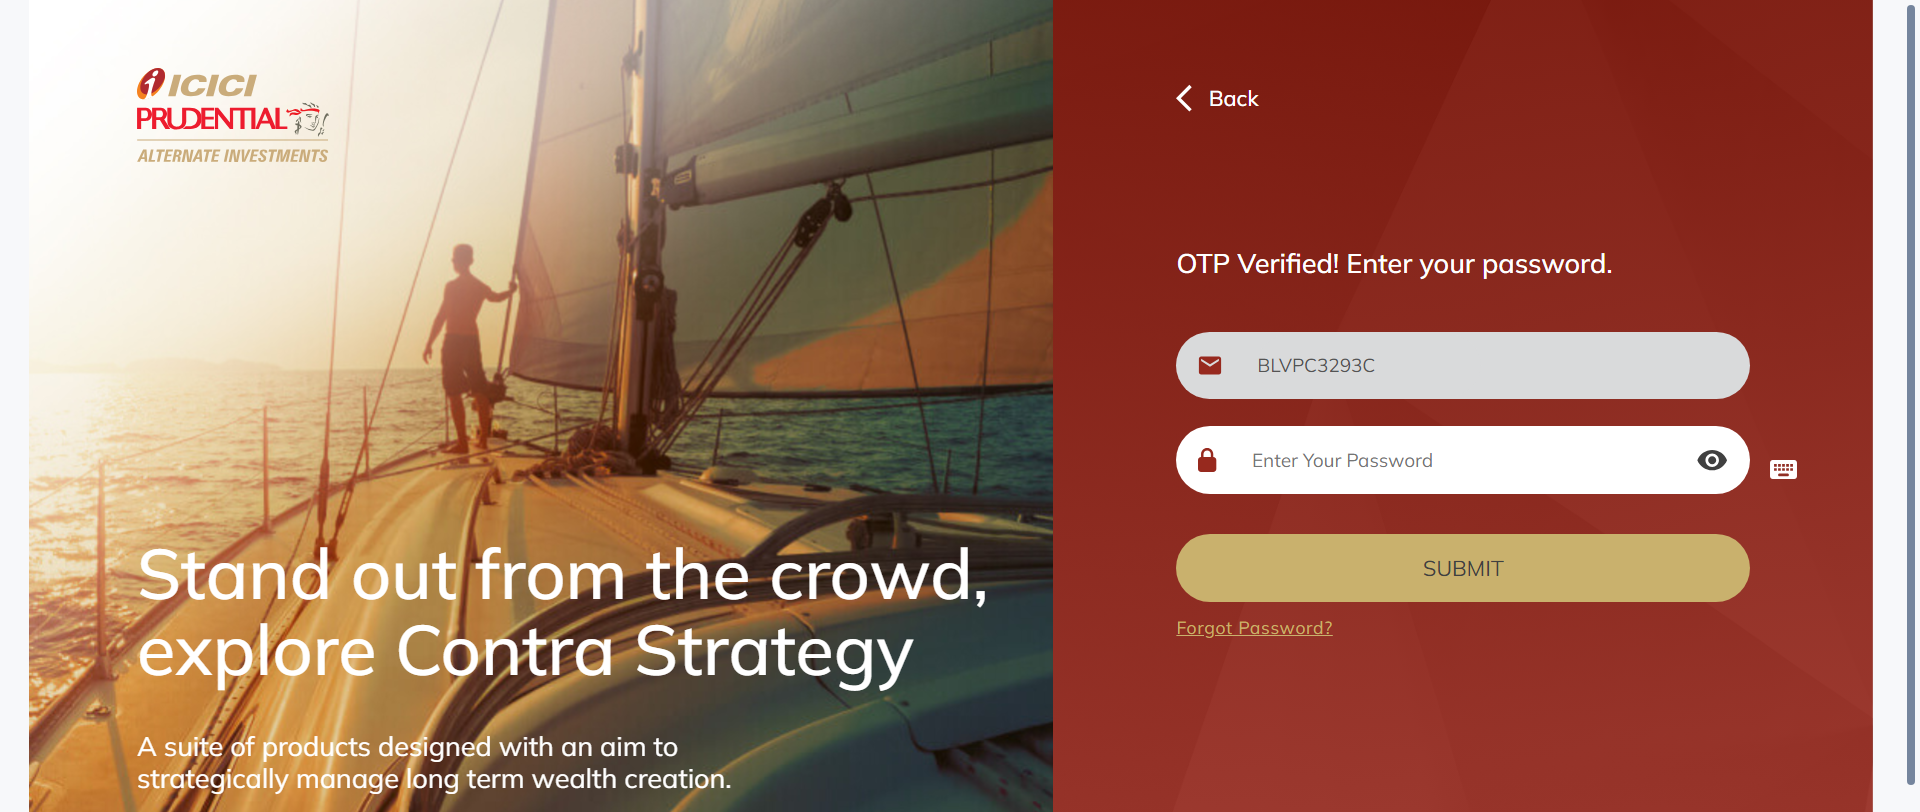 ICICI
PRUDENTIAL
ALTERNATE INVESTMENTS
Stand out from the crowd,
explore Contra Strategy
A suite of products designed with an aim to
strategically manage long term wealth creation.
Back
OTP Verified! Enter your password.
BLVPC3293C
Enter Your Password
SUBMIT
Forgot Password?